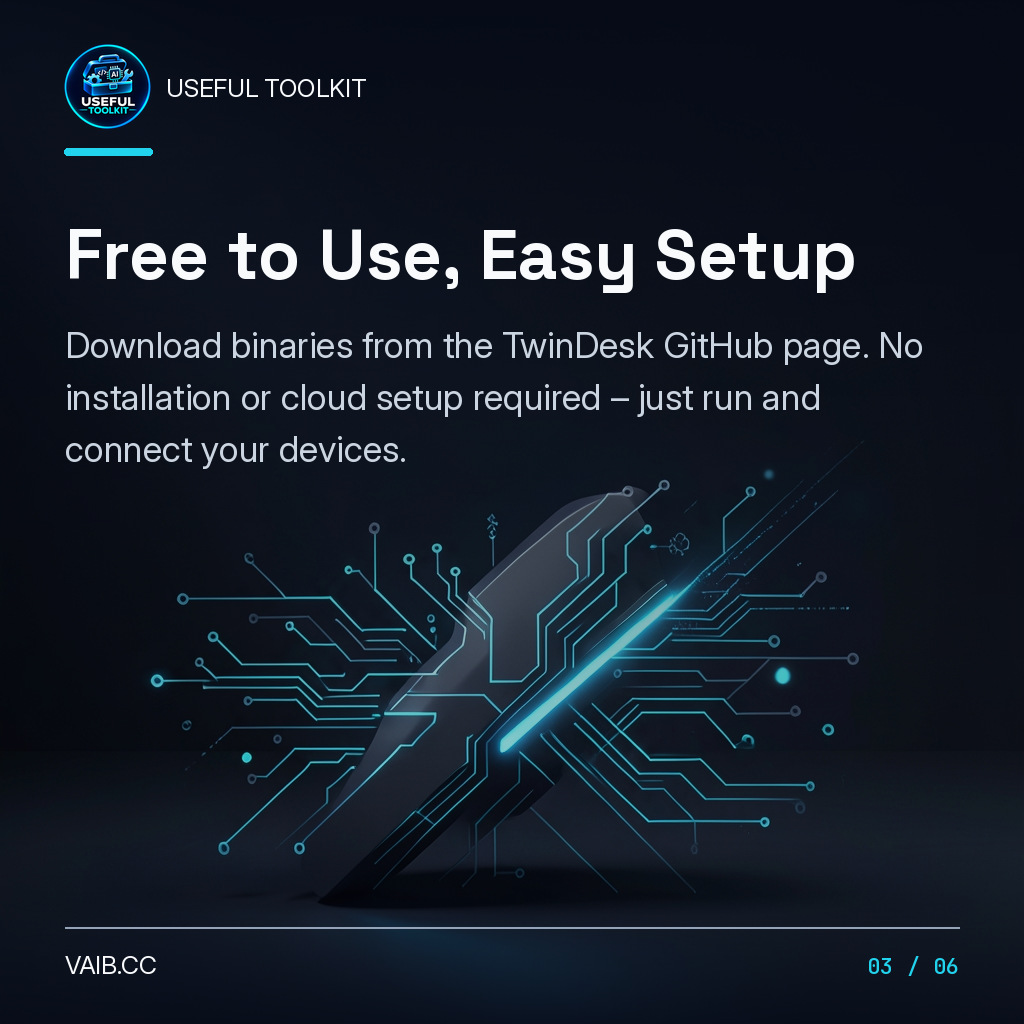 AI
USEFUL
TOOLKIT
USEFUL TOOLKIT
Free to Use, Easy Setup
Download binaries from the TwinDesk GitHub page. No
installation or cloud setup required – just run and
connect your devices.
VAIB.CC
03 / 06